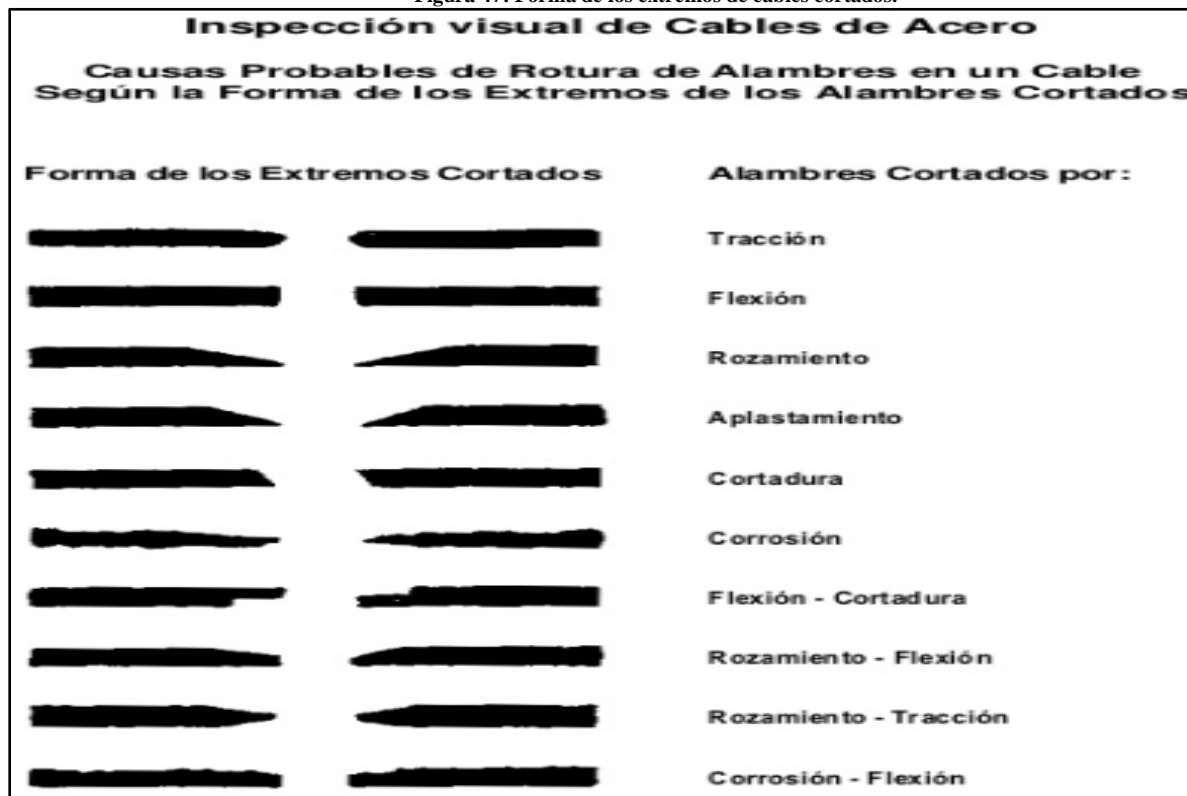 Figura 47. Forma de los extremos de cables cortados.
Inspección visual de Cables de Acero
Causas Probables de Rotura de Alambres en un Cable
Según la Forma de los Extremos de los Alambres Cortados
Forma de los Extremos Cortados Alambres Cortados por:
Tracción
Flexión
Rozamiento
Aplastamiento
Cortadura
Corrosión
Flexión - Cortadura
Rozamiento - Flexión
Rozamiento - Tracción
Corrosión - Flexión